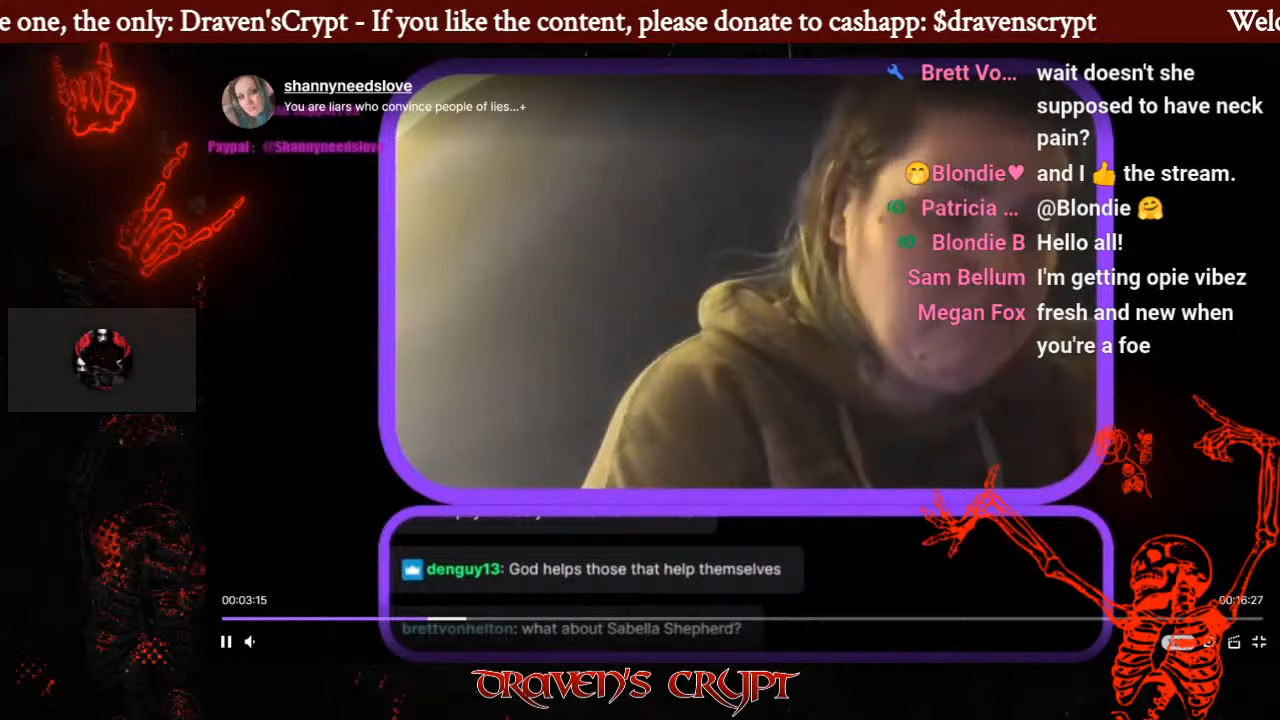 e one, the only: Draven'sCrypt - If you like the content, please donate to cashapp: $dravenscrypt
Welc
shannyneedslove
You are liars who convince people of lies...+
Paypal: @Shannyneedslove
Brett Vo... wait doesn't she
supposed to have neck
pain?
🤭Blondie♥ and I 👍 the stream.
Patricia ... @Blondie 🤗
Blondie B Hello all!
Sam Bellum I'm getting opie vibez
Megan Fox fresh and new when
you're a foe
denguy13: God helps those that help themselves
00:03:15
00:16:27
brettvonhelton: what about Sabella Shepherd?
DRAVEN'S CRYPT